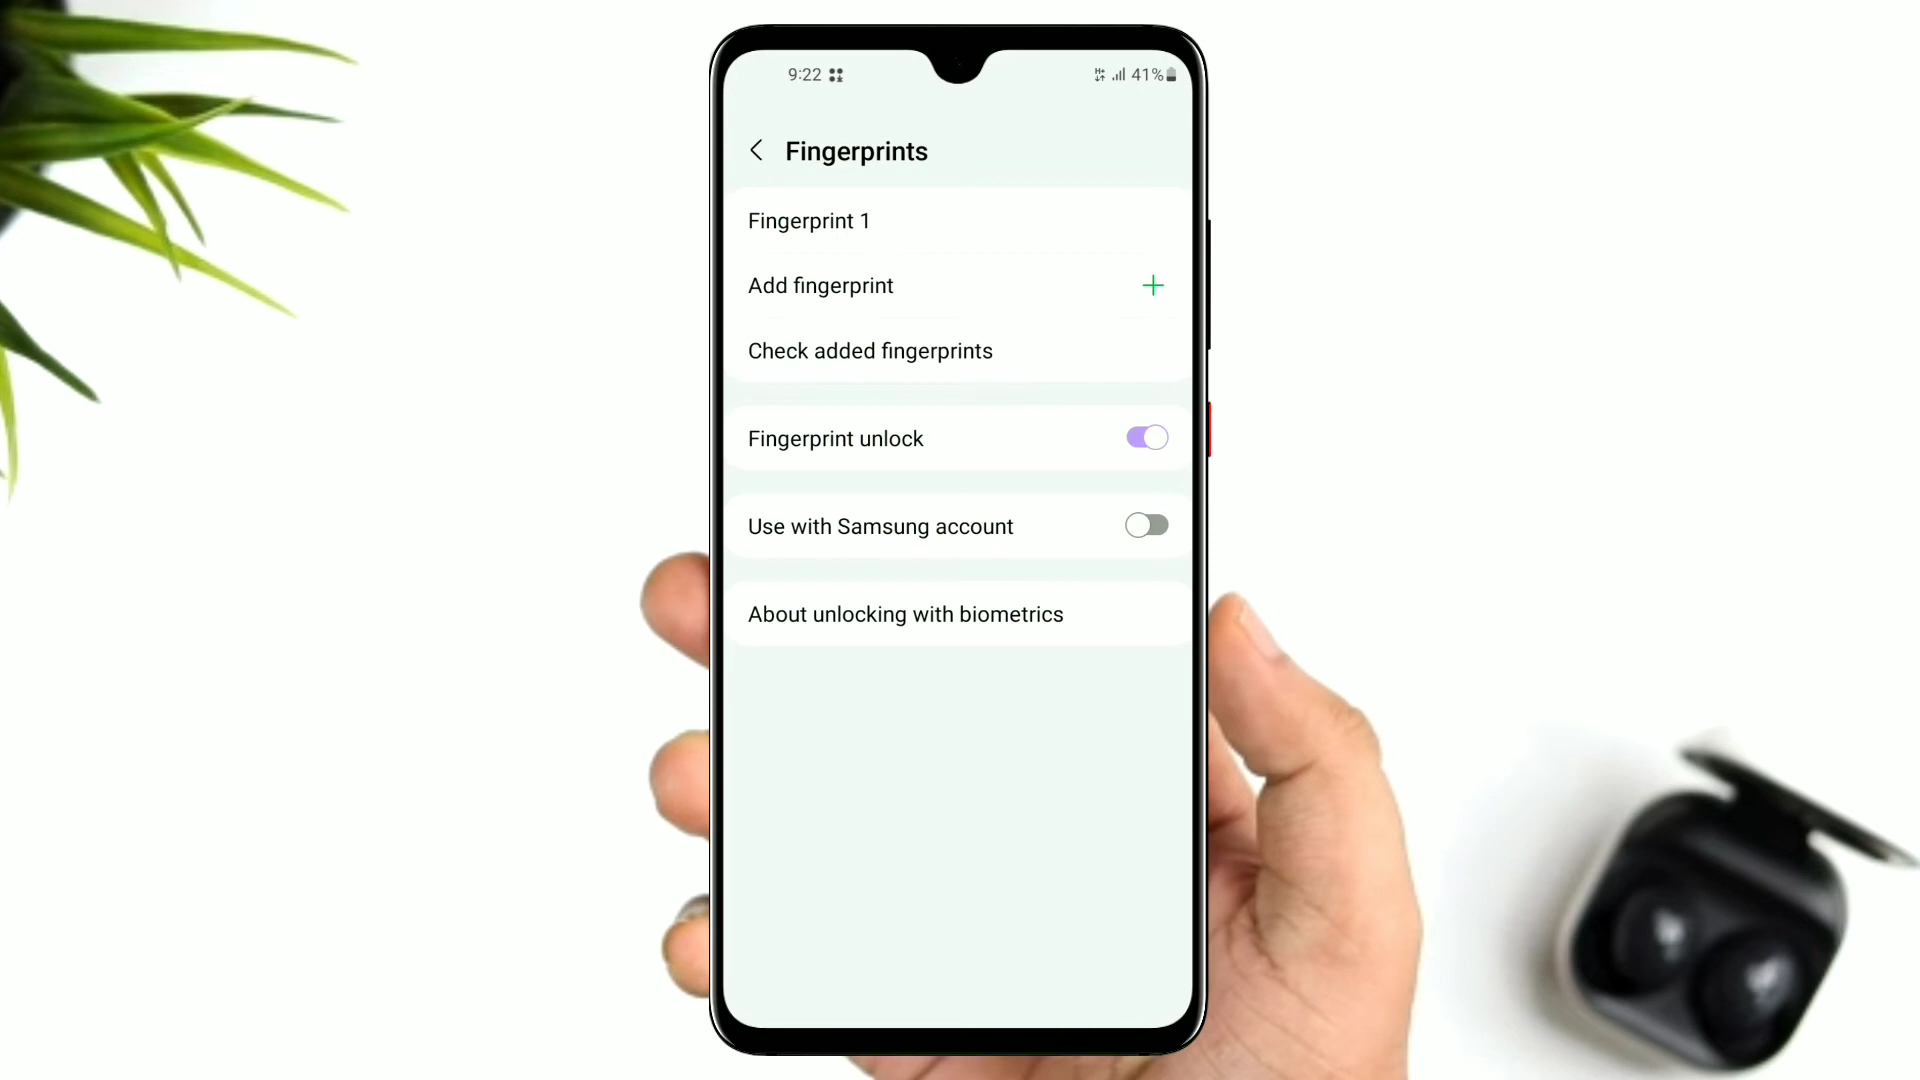 9:22 41%
Fingerprints
Fingerprint 1
Add fingerprint
Check added fingerprints
Fingerprint unlock
Use with Samsung account
About unlocking with biometrics